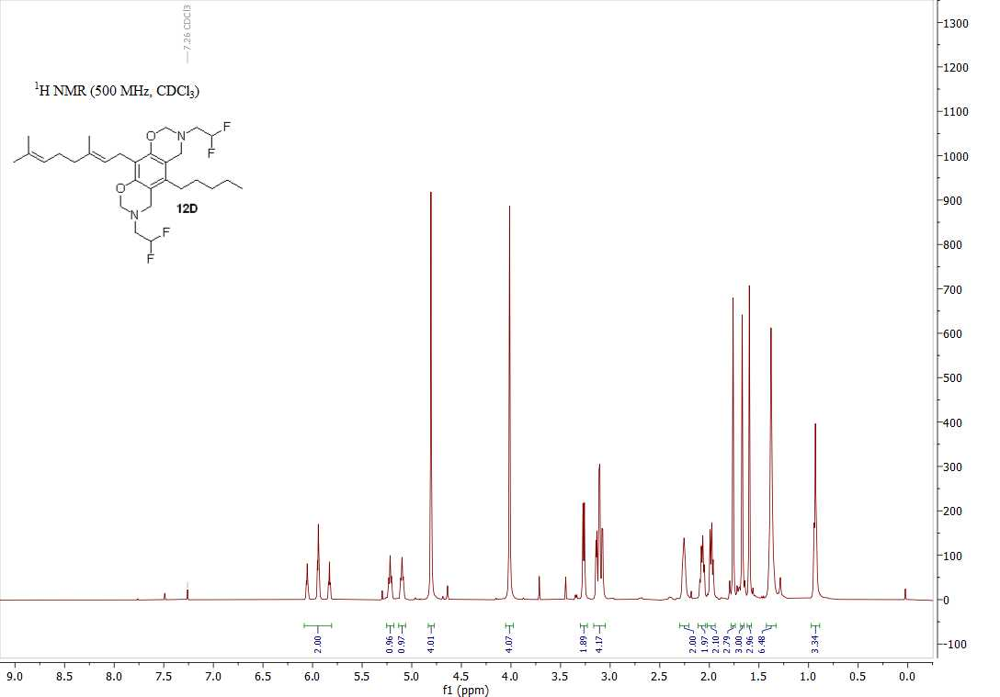 7.26 CDCl3
1H NMR (500 MHz, CDCl3)
O
N
F
F
O
N
12D
F
F
1300
1200
1100
1000
900
800
700
600
500
400
300
200
100
0
-100
2.00
0.96
0.97
4.01
4.07
1.89
4.17
2.00
1.97
2.10
2.79
3.00
2.96
6.48
3.34
9.0 8.5 8.0 7.5 7.0 6.5 6.0 5.5 5.0 4.5 4.0 3.5 3.0 2.5 2.0 1.5 1.0 0.5 0.0
f1 (ppm)